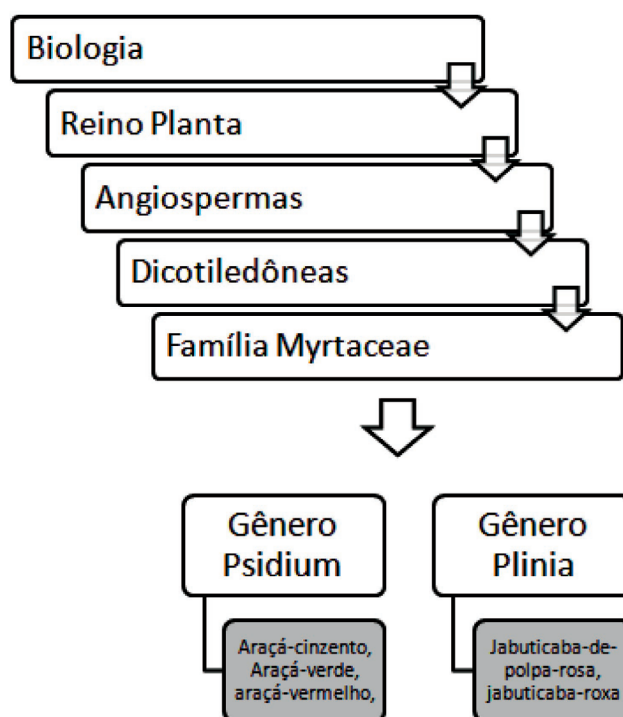 Biologia
Reino Planta
Angiospermas
Dicotiledôneas
Família Myrtaceae
Gênero
Psidium
Araçá-cinzento,
Araçá-verde,
araçá-vermelho,
Gênero
Plinia
Jabuticaba-de-
polpa-rosa,
jabuticaba-roxa